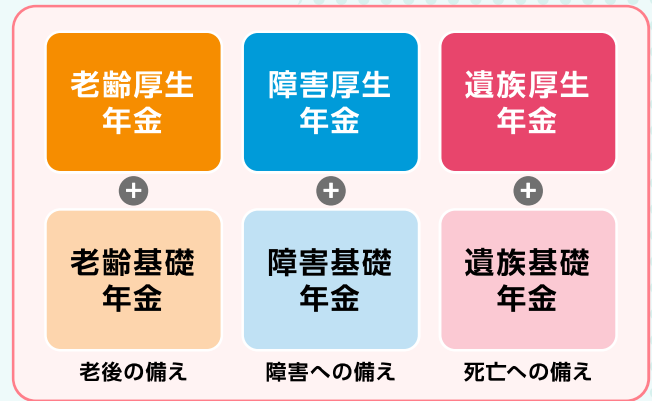 老齢厚生
年金
障害厚生
年金
遺族厚生
年金
+
+
+
老齢基礎
年金
障害基礎
年金
遺族基礎
年金
老後の備え
障害への備え
死亡への備え